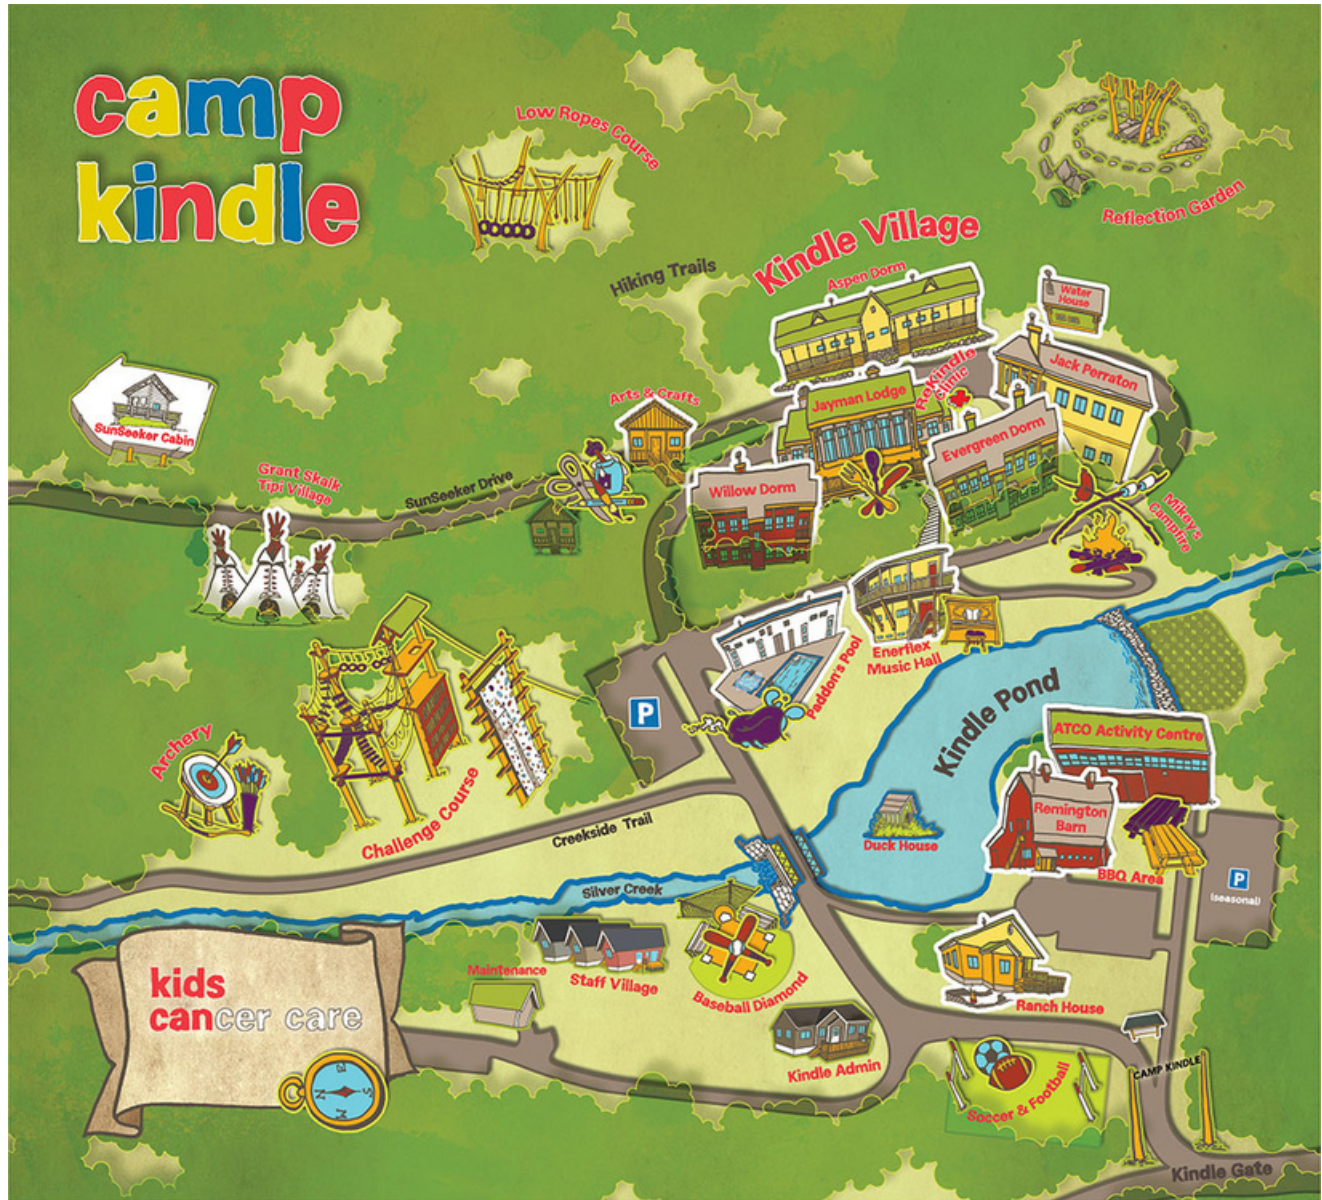 camp
kindle
Low Ropes Course
Reflection Garden
Kindle Village
Hiking Trails
Aspen Dorm
Water
House
Jack Perraton
ReKindle
Clinic
Jayman Lodge
Arts & Crafts
Evergreen Dorm
SunSeeker Cabin
Grant Skalk
Tipi Village
SunSeeker Drive
Willow Dorm
Mikey's
Campfire
Enerflex
Music Hall
Paddon's Pool
Kindle Pond
P
ATCO Activity Centre
Archery
Challenge Course
Remington
Barn
Creekside Trail
Duck House
BBQ Area
P
(seasonal)
Silver Creek
Maintenance
Staff Village
Baseball Diamond
Ranch House
kids
cancer care
Kindle Admin
CAMP KINDLE
Soccer & Football
Kindle Gate